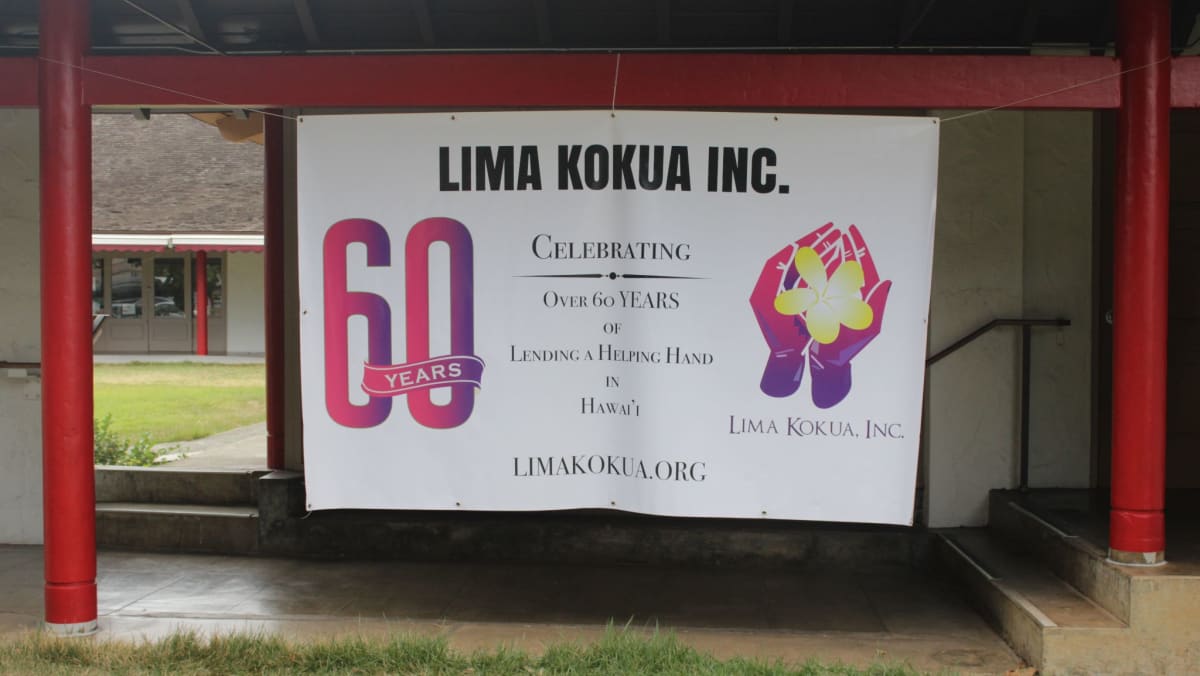 LIMA KOKUA INC.
60
YEARS
CELEBRATING
OVER 60 YEARS
OF
LENDING A HELPING HAND
IN
HAWAI'I
LIMAKOKUA.ORG
LIMA KOKUA, INC.